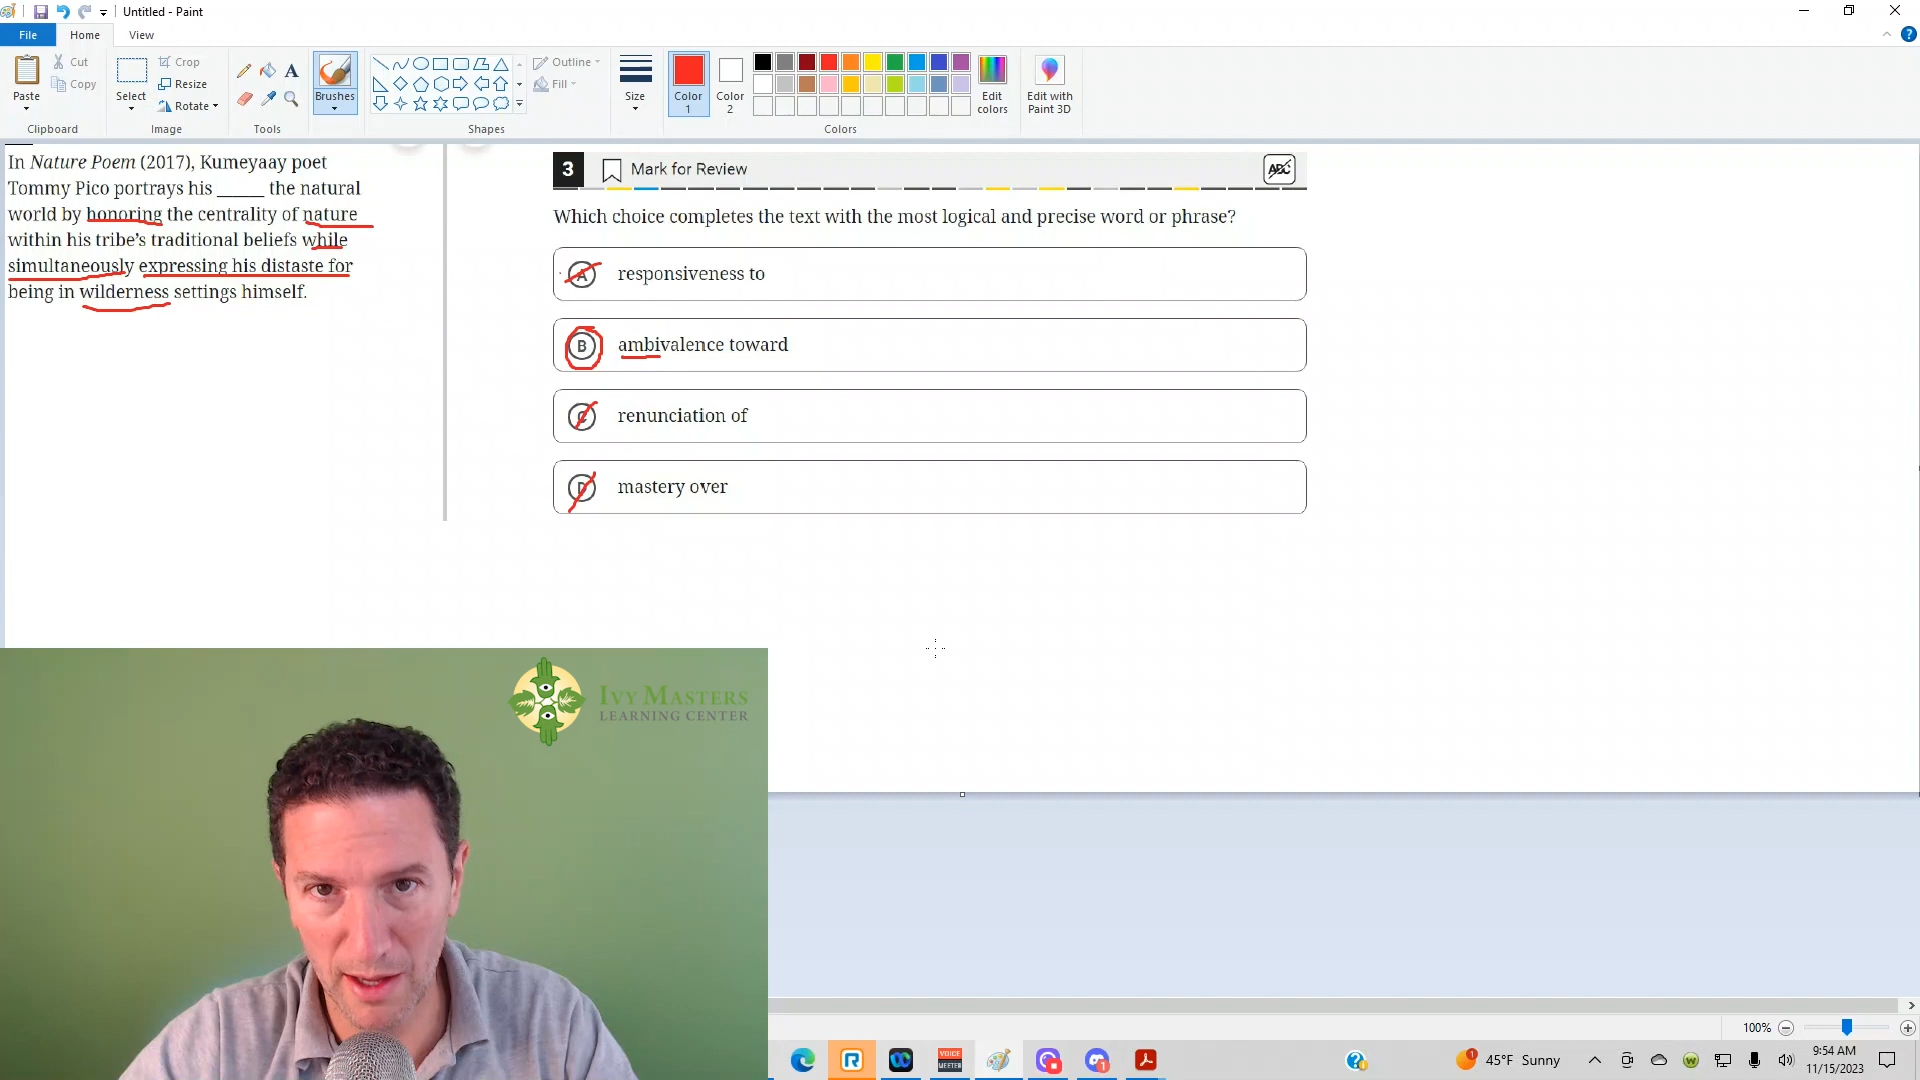 Untitled - Paint
File
Home
View
Paste
Cut
Copy
Clipboard
Select
Crop
Resize
Rotate
Image
Tools
Brushes
Shapes
Outline
Fill
Size
Color 1
Color 2
Edit colors
Edit with Paint 3D
Colors
In Nature Poem (2017), Kumeyaay poet
Tommy Pico portrays his ______ the natural
world by honoring the centrality of nature
within his tribe's traditional beliefs while
simultaneously expressing his distaste for
being in wilderness settings himself.
3 Mark for Review ABC
Which choice completes the text with the most logical and precise word or phrase?
A responsiveness to
B ambivalence toward
C renunciation of
D mastery over
IVY MASTERS
LEARNING CENTER
100%
VOICE
MEETER
45°F Sunny
9:54 AM
11/15/2023